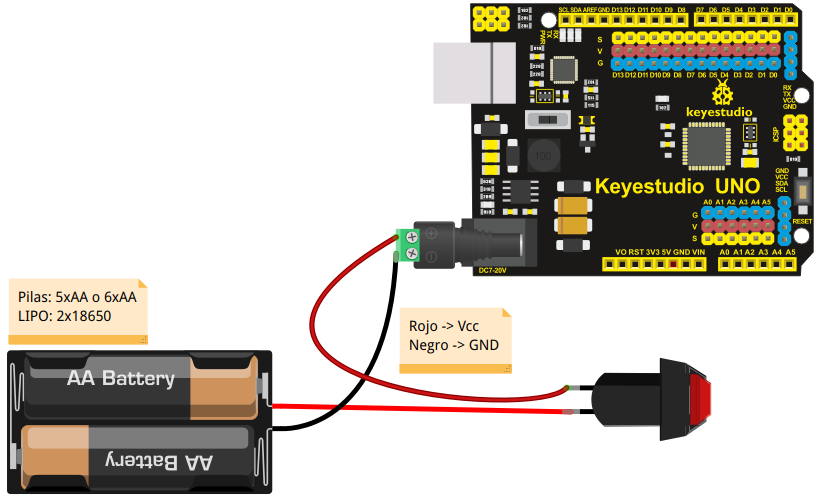 SCL SDA AREF GND D13 D12 D11 D10 D9 D8
D7 D6 D5 D4 D3 D2 D1 D0
RX
TX
PWR
S
V
G
D13 D12 D11 D10 D9 D8 D7 D6 D5 D4 D3 D2 D1 D0
RX
TX
VCC
GND
keyestudio
ICSP
100
GND
VCC
SDA
SCL
Keyestudio UNO
RESET
A0 A1 A2 A3 A4 A5
G
V
S
DC7-20V
VO RST 3V3 5V GND VIN
A0 A1 A2 A3 A4 A5
Pilas: 5xAA o 6xAA
LIPO: 2x18650
Rojo -> Vcc
Negro -> GND
AA Battery
AA Battery